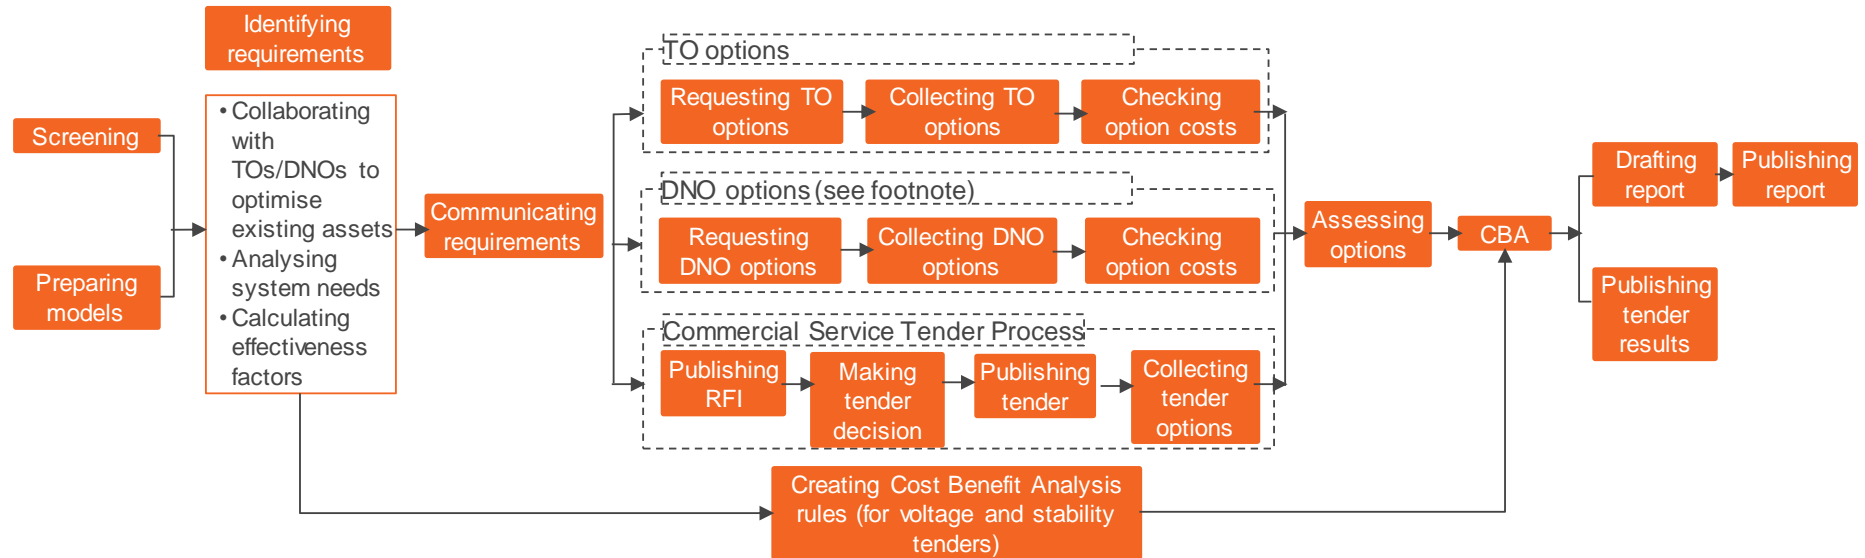 Identifying
requirements
Screening
Preparing
models
• Collaborating
with
TOs/DNOs to
optimise
existing assets
• Analysing
system needs
• Calculating
effectiveness
factors
Communicating
requirements
TO options
Requesting TO
options
Collecting TO
options
Checking
option costs
DNO options (see footnote)
Requesting
DNO options
Collecting DNO
options
Checking
option costs
Commercial Service Tender Process
Publishing
RFI
Making
tender
decision
Publishing
tender
Collecting
tender
options
Creating Cost Benefit Analysis
rules (for voltage and stability
tenders)
Assessing
options
CBA
Drafting
report
Publishing
report
Publishing
tender
results